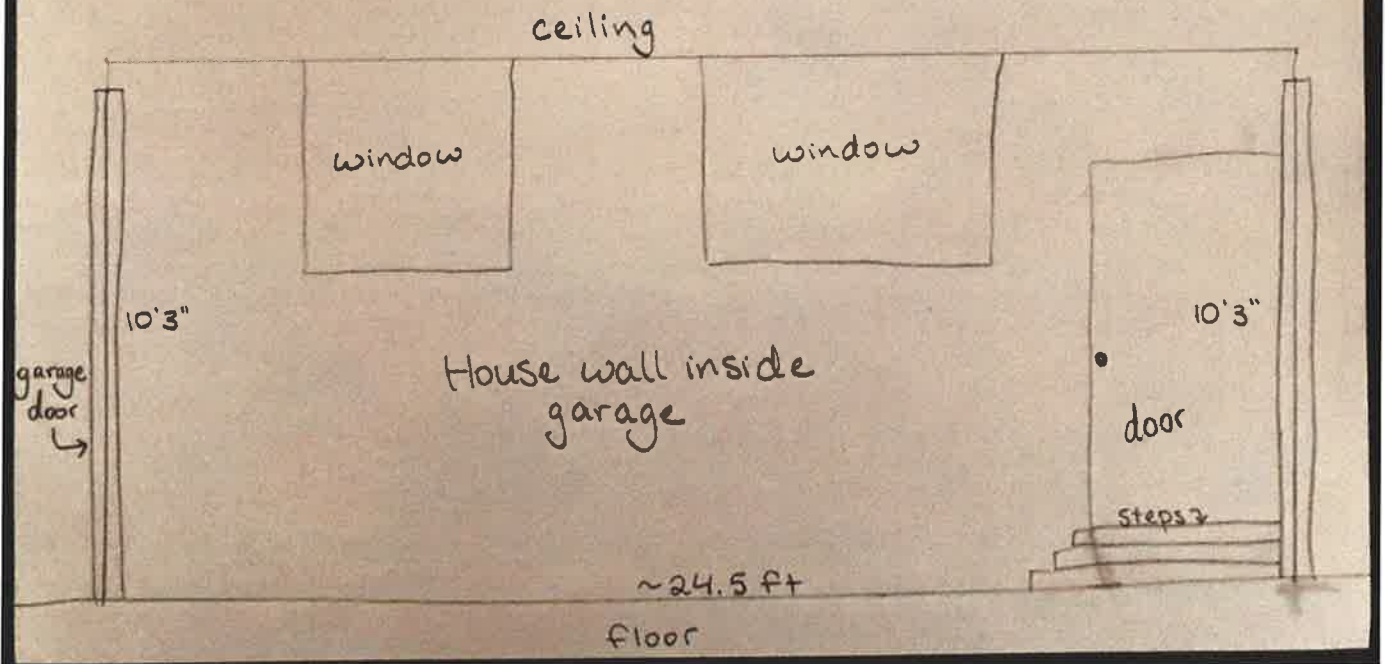 ceiling
window
window
10'3"
10'3"
garage
door
House wall inside
garage
door
steps
~24.5 ft
floor